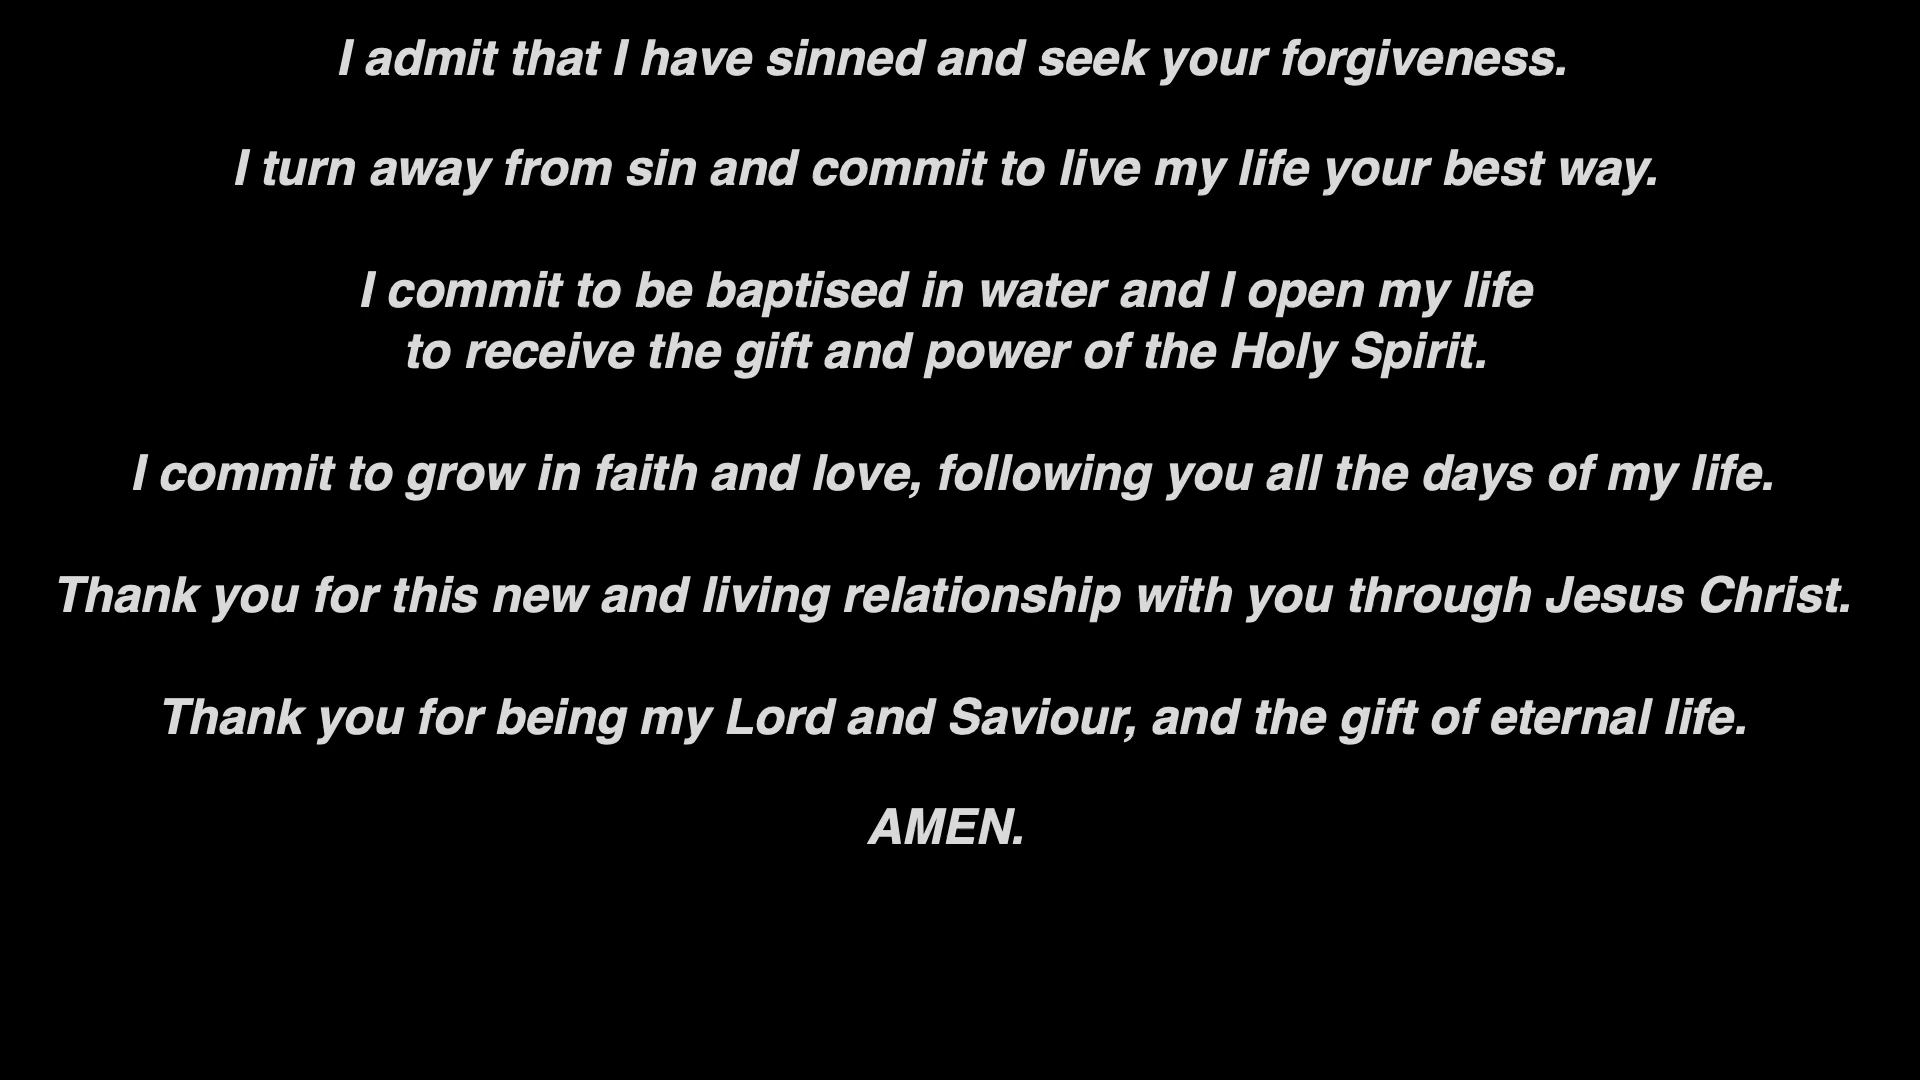 I admit that I have sinned and seek your forgiveness.
I turn away from sin and commit to live my life your best way.
I commit to be baptised in water and I open my life
to receive the gift and power of the Holy Spirit.
I commit to grow in faith and love, following you all the days of my life.
Thank you for this new and living relationship with you through Jesus Christ.
Thank you for being my Lord and Saviour, and the gift of eternal life.
AMEN.